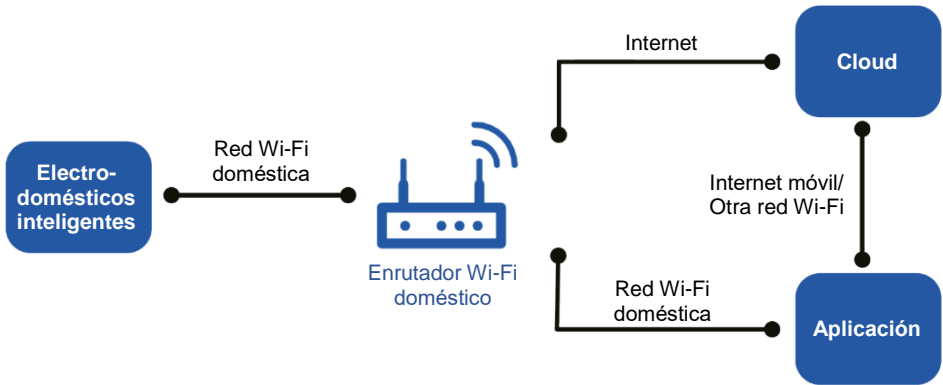 Electro-
domésticos
inteligentes
Red Wi-Fi
doméstica
Enrutador Wi-Fi
doméstico
Internet
Cloud
Internet móvil/
Otra red Wi-Fi
Red Wi-Fi
doméstica
Aplicación